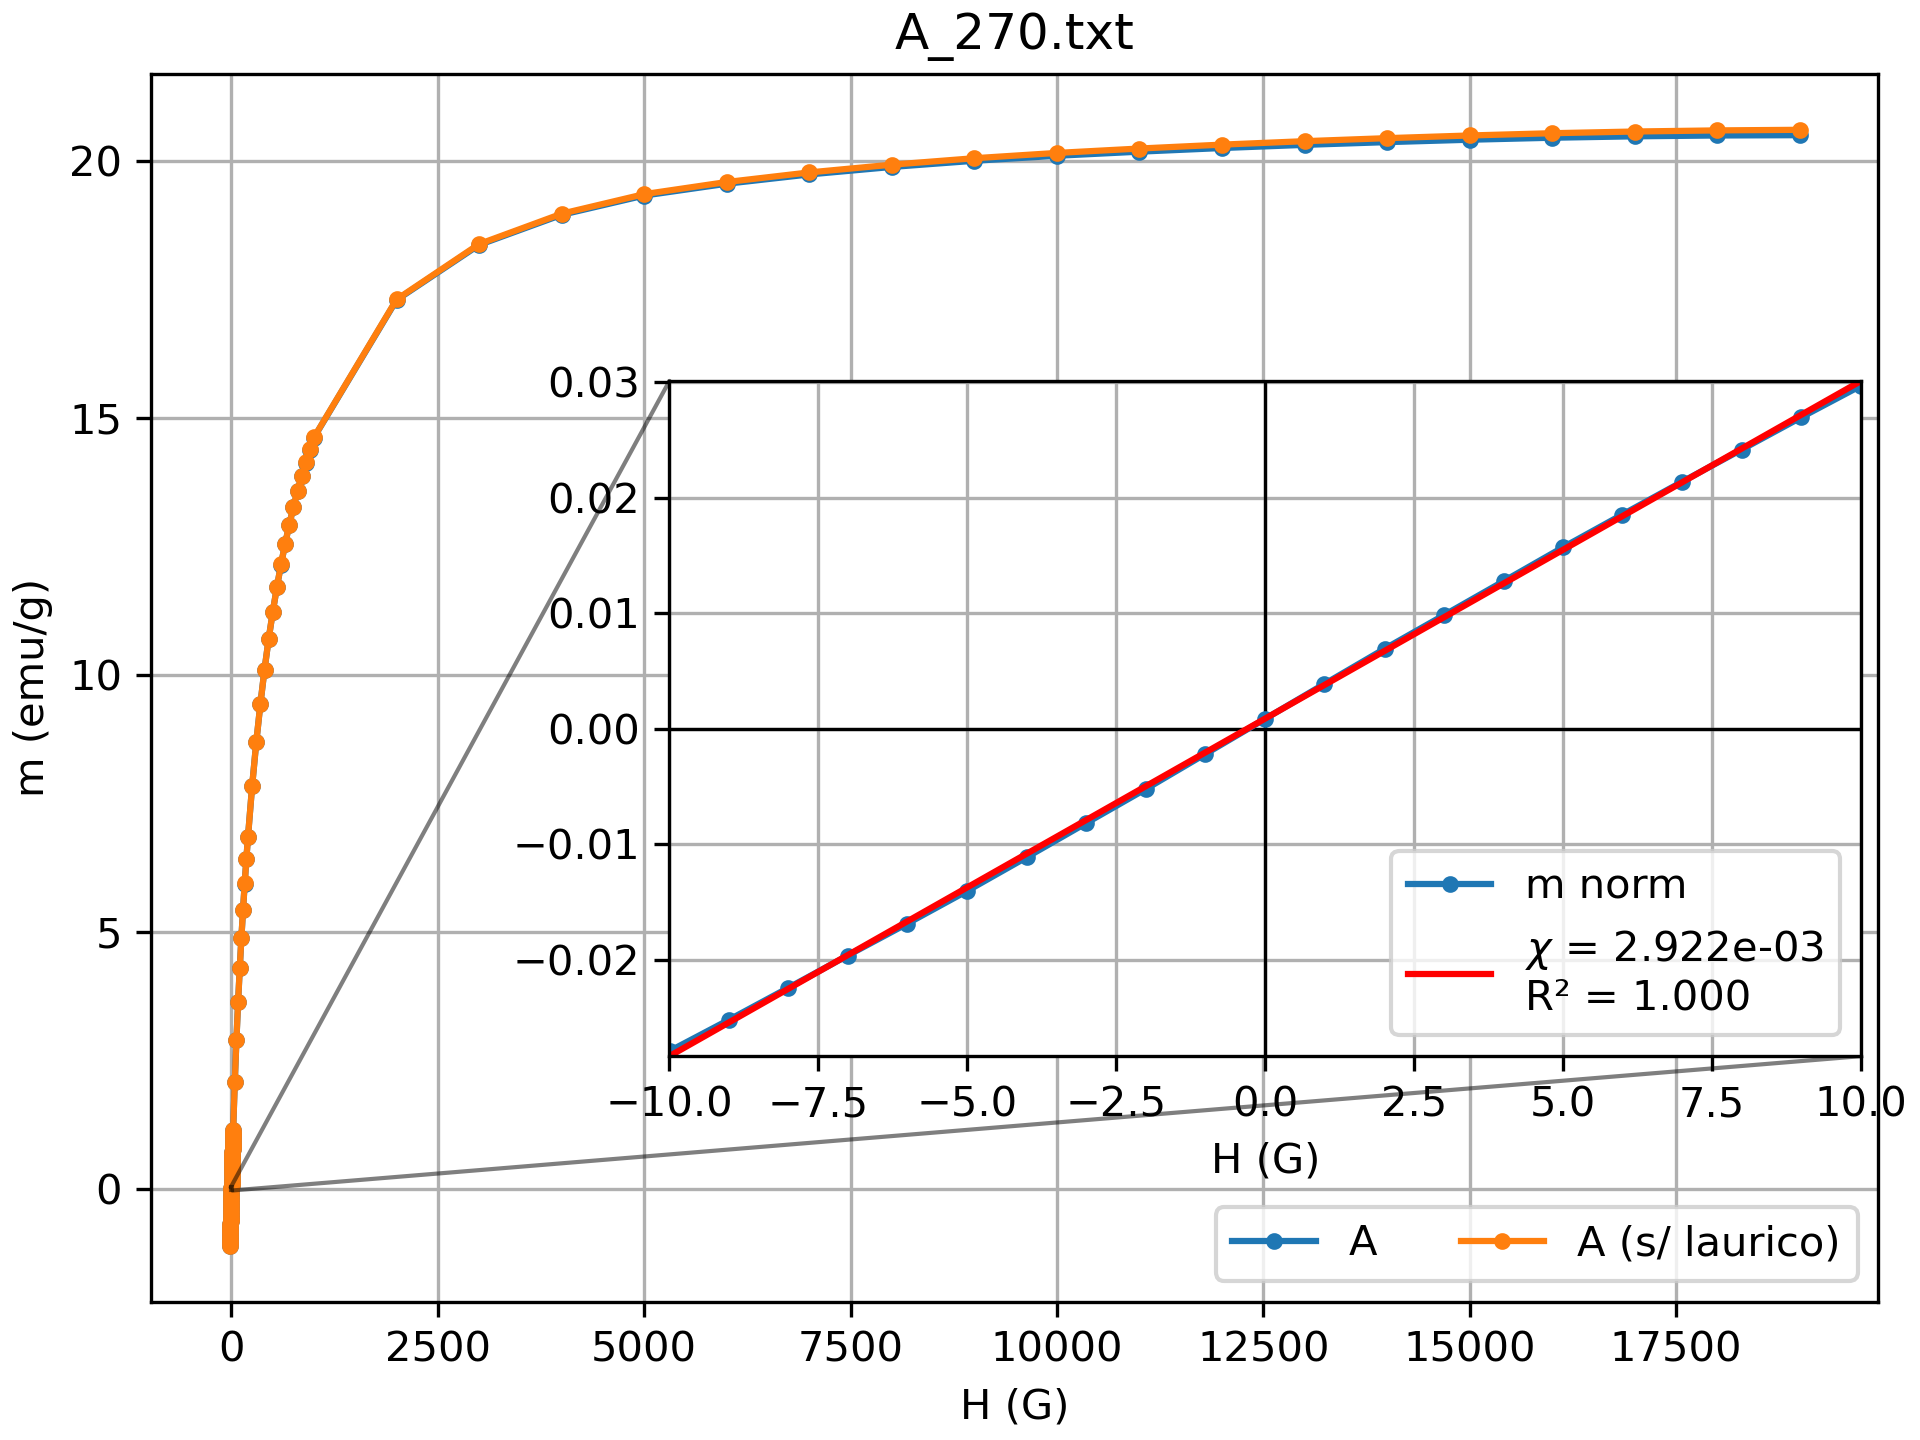 A_270.txt
m (emu/g)
20
15
10
5
0
0.03
0.02
0.01
0.00
−0.01
−0.02
m norm
χ = 2.922e-03
R² = 1.000
−10.0 −7.5 −5.0 −2.5 0.0 2.5 5.0 7.5 10.0
H (G)
A A (s/ laurico)
0 2500 5000 7500 10000 12500 15000 17500
H (G)